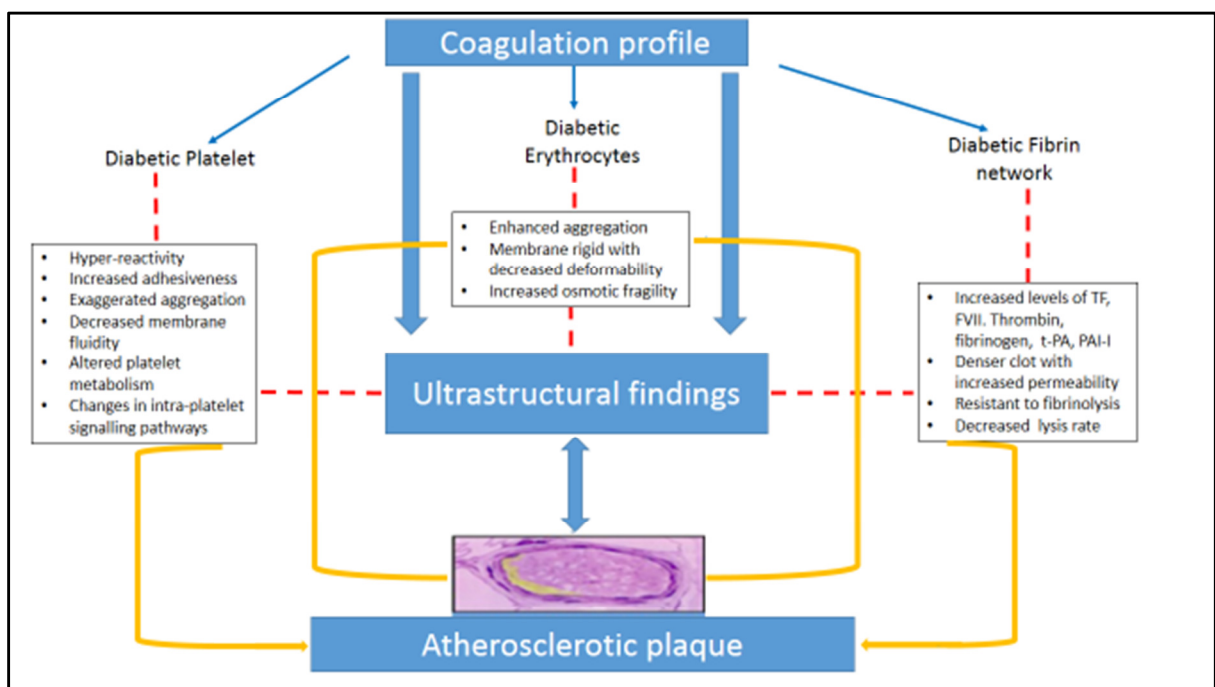 Coagulation profile
Diabetic Platelet
Diabetic
Erythrocytes
Diabetic Fibrin
network
• Hyper-reactivity
• Increased adhesiveness
• Exaggerated aggregation
• Decreased membrane
fluidity
• Altered platelet
metabolism
• Changes in intra-platelet
signalling pathways
• Enhanced aggregation
• Membrane rigid with
decreased deformability
• Increased osmotic fragility
• Increased levels of TF,
FVII. Thrombin,
fibrinogen, t-PA, PAI-I
• Denser clot with
increased permeability
• Resistant to fibrinolysis
• Decreased lysis rate
Ultrastructural findings
Atherosclerotic plaque